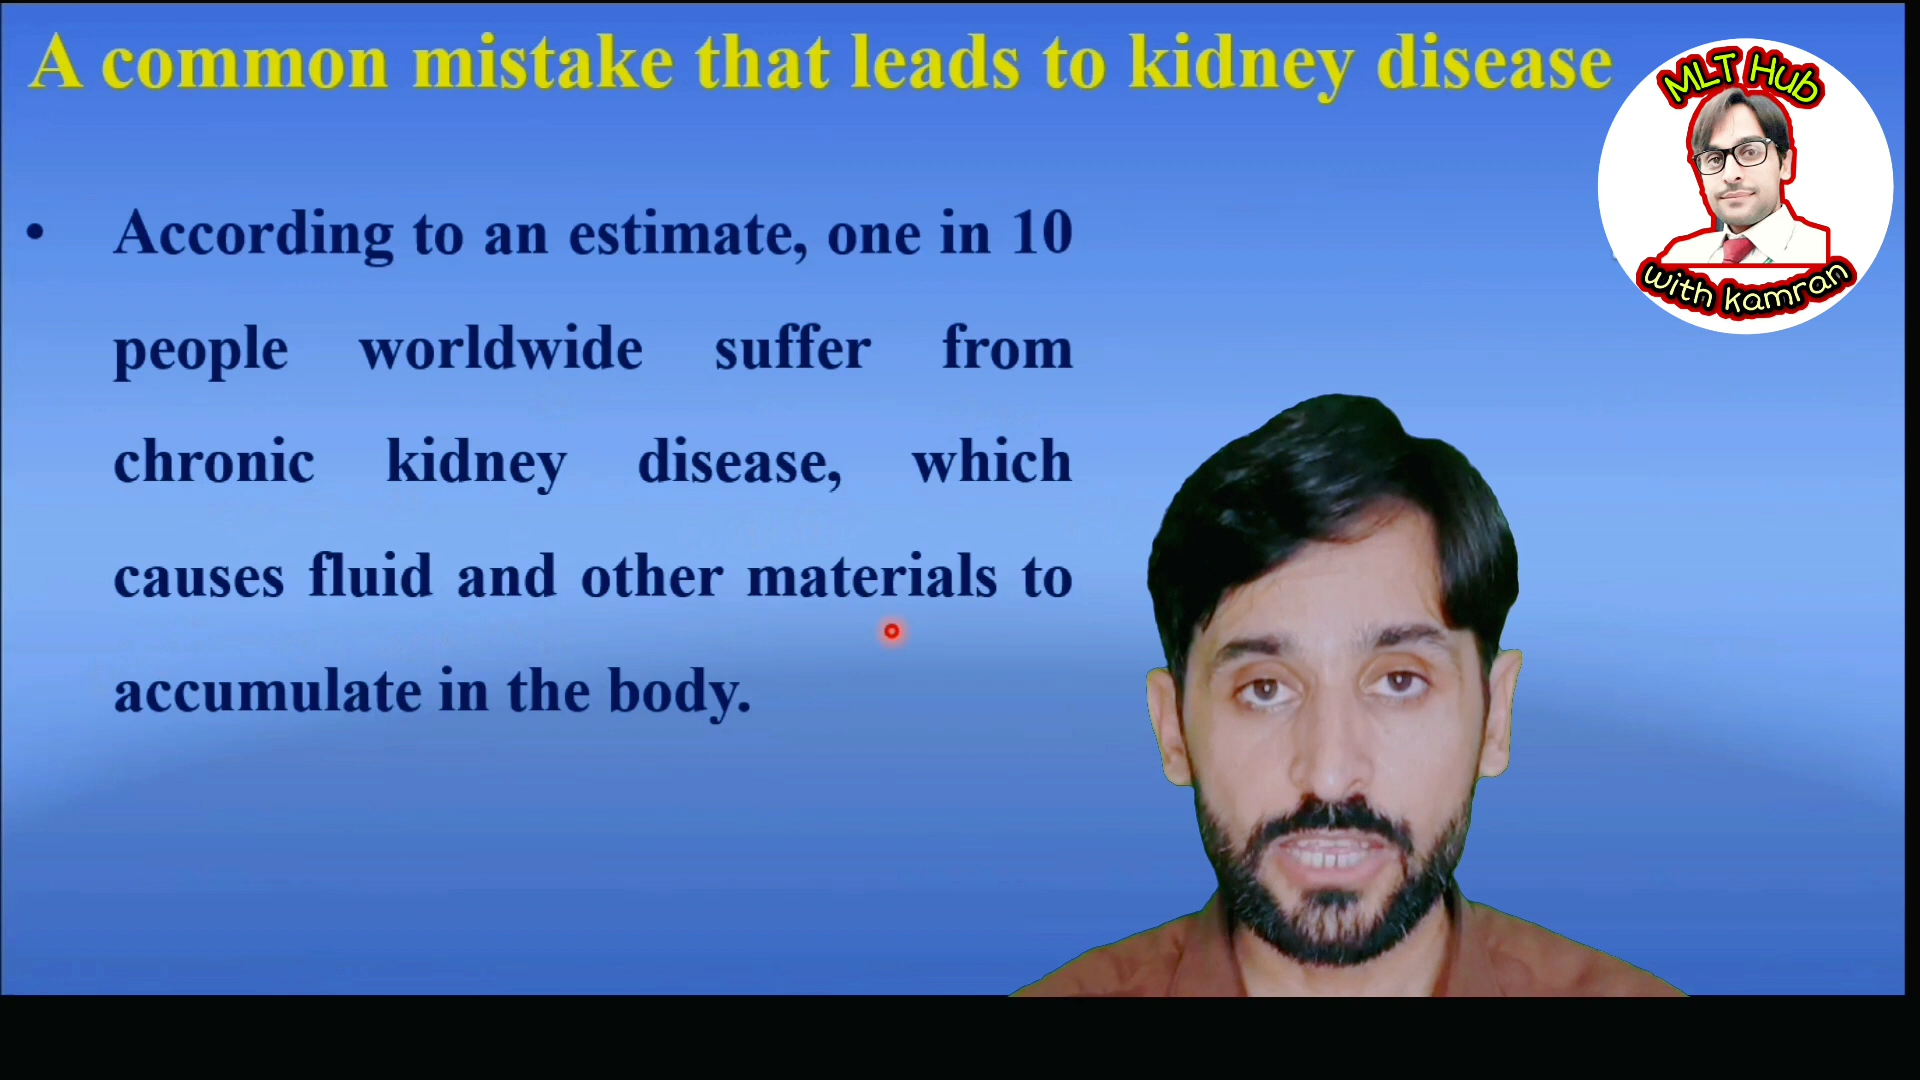 A common mistake that leads to kidney disease
MLT Hub
with kamran
• According to an estimate, one in 10
people worldwide suffer from
chronic kidney disease, which
causes fluid and other materials to
accumulate in the body.